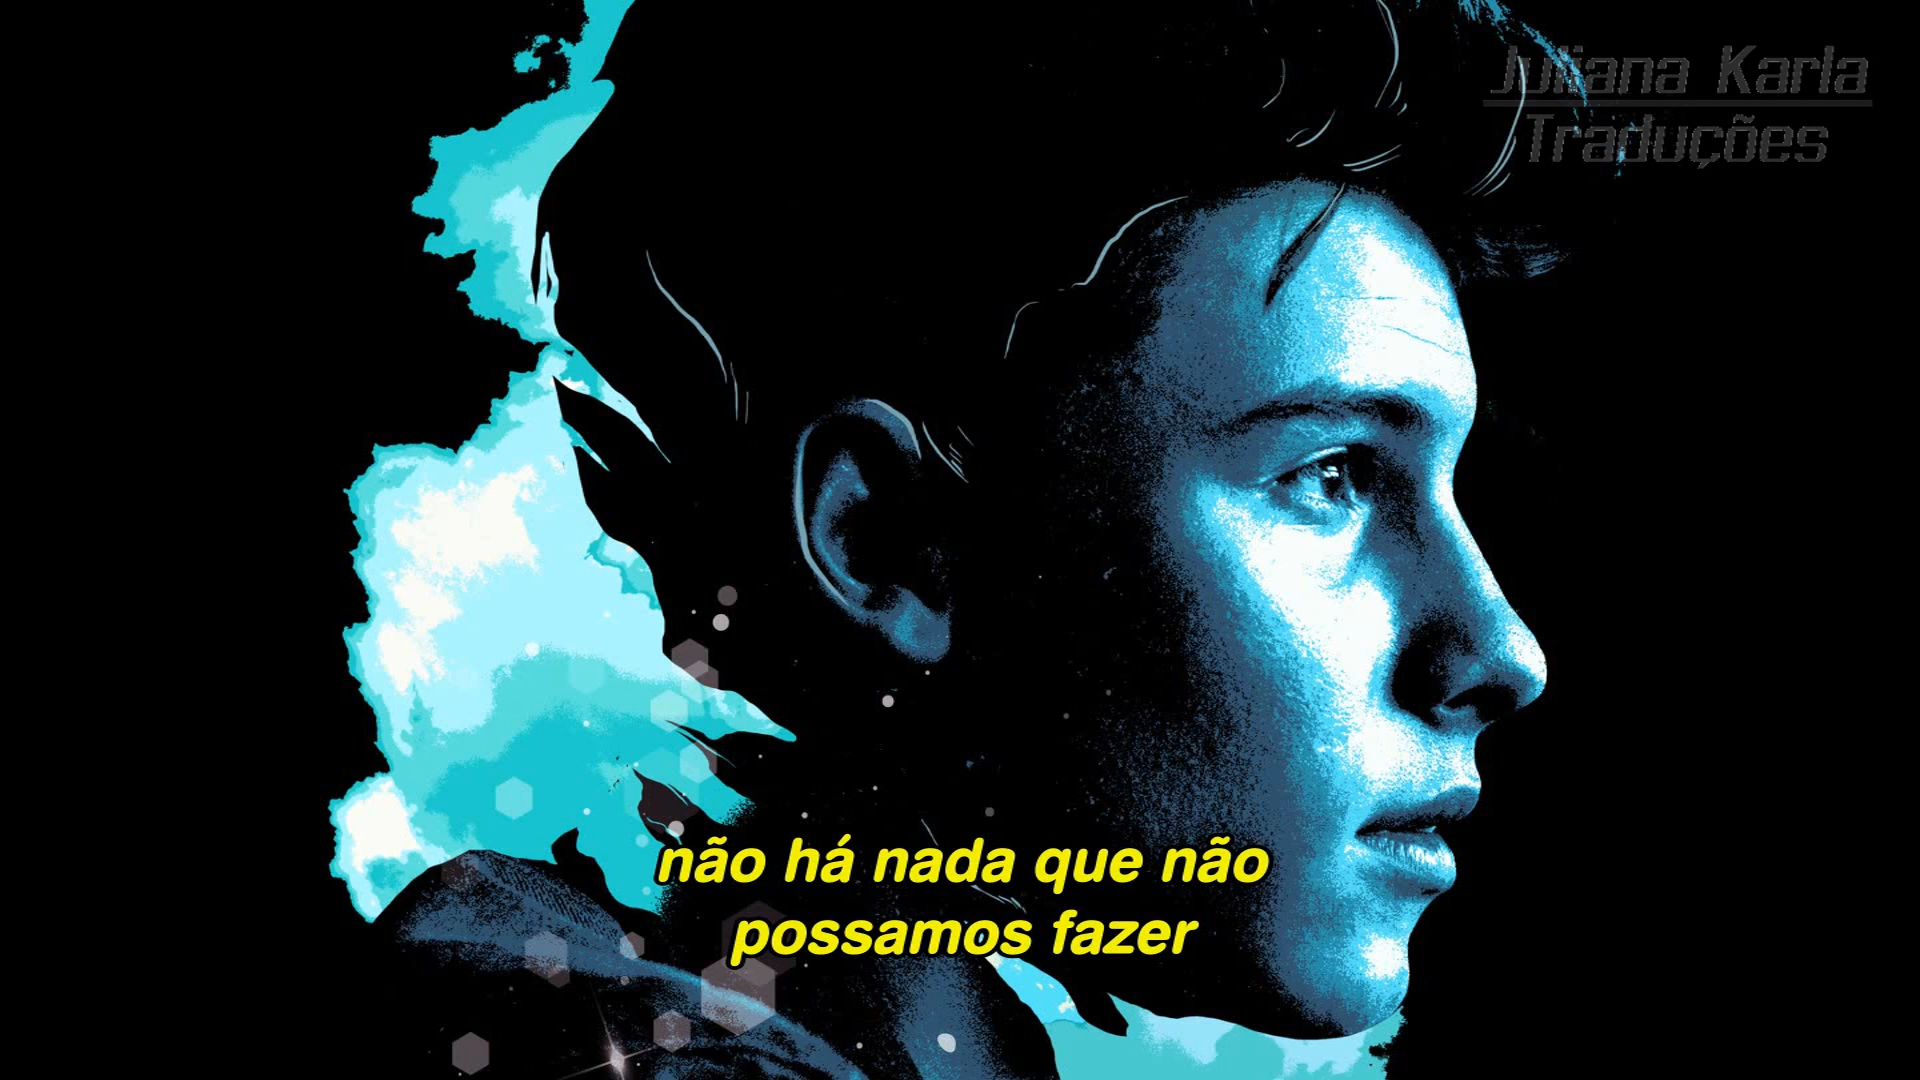 Juliana Karla
Traduções
não há nada que não
possamos fazer